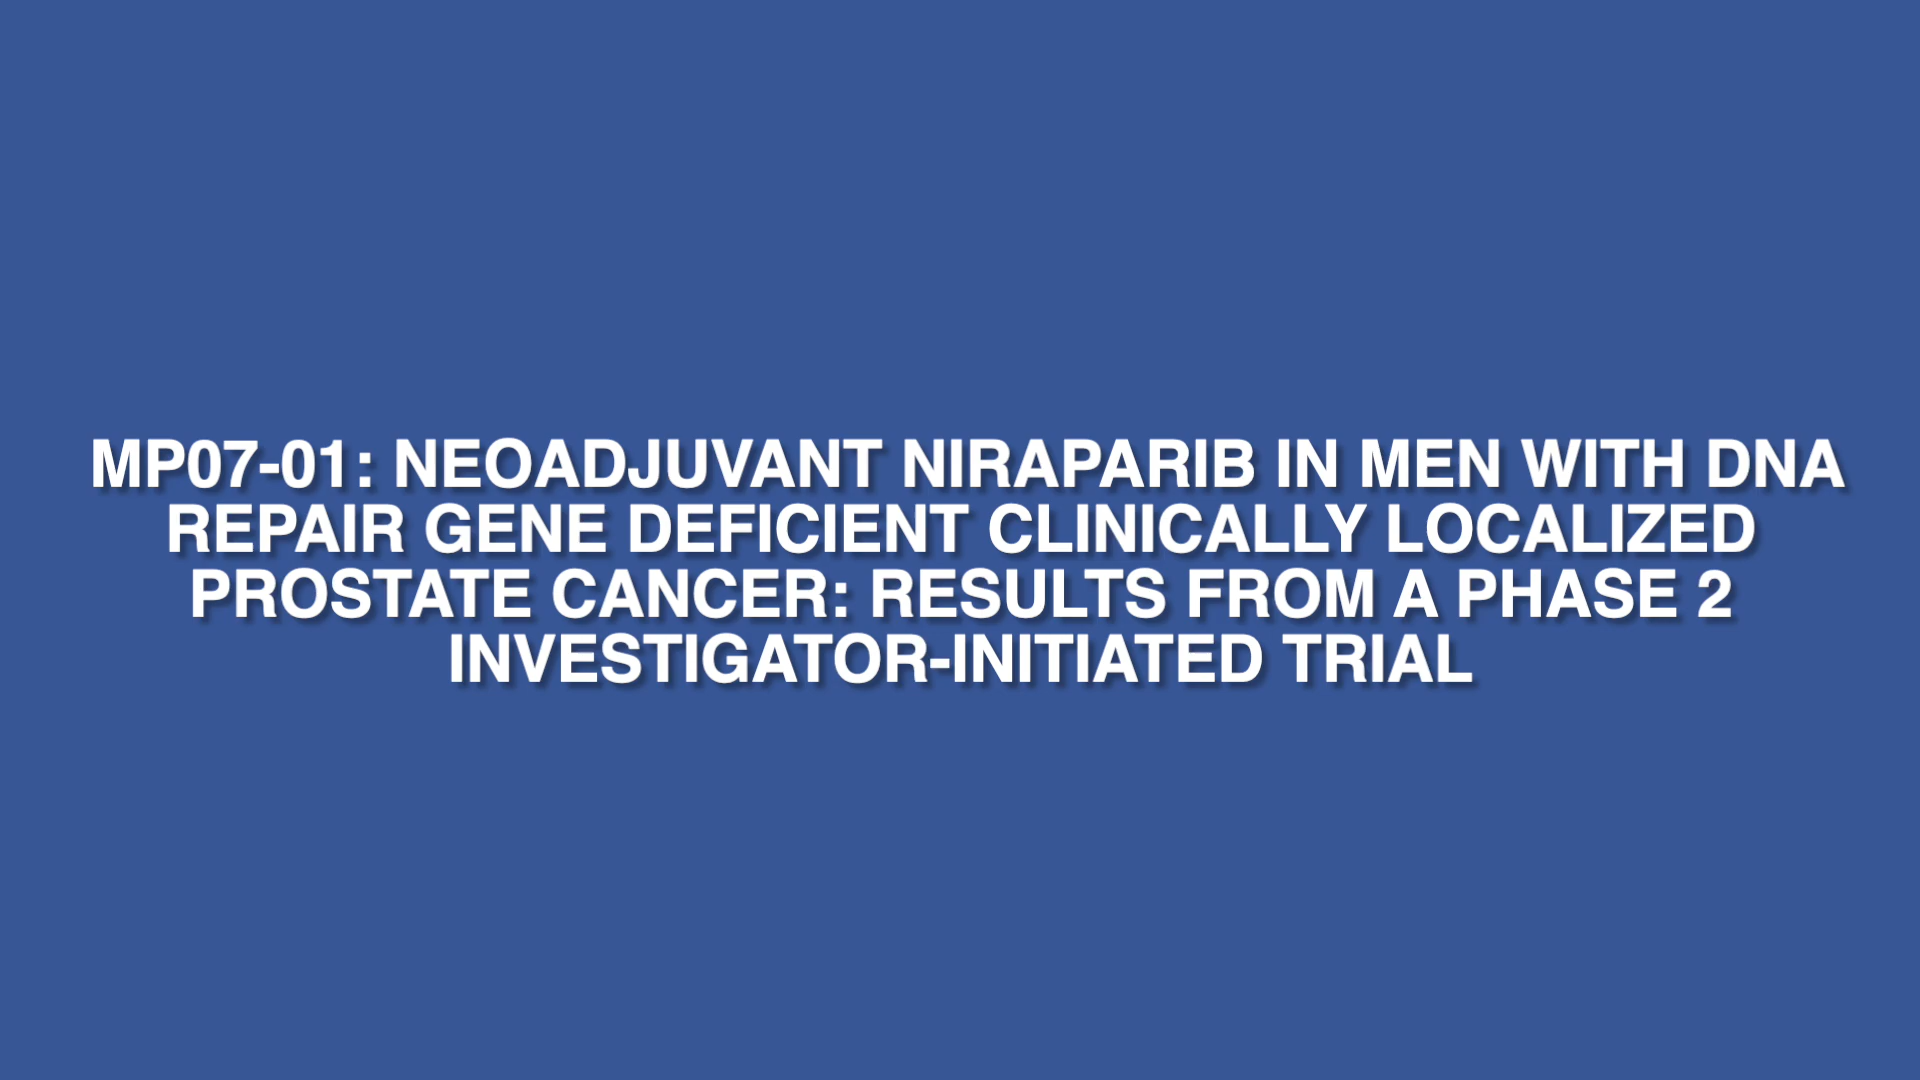 MP07-01: NEOADJUVANT NIRAPARIB IN MEN WITH DNA
REPAIR GENE DEFICIENT CLINICALLY LOCALIZED
PROSTATE CANCER: RESULTS FROM A PHASE 2
INVESTIGATOR-INITIATED TRIAL